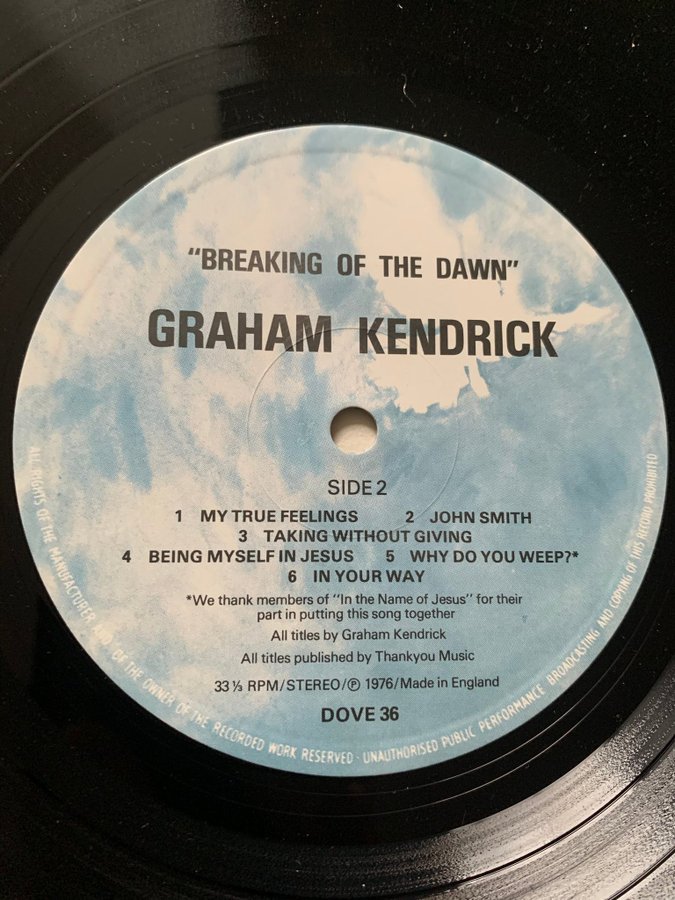 "BREAKING OF THE DAWN"
GRAHAM KENDRICK
SIDE 2
1 MY TRUE FEELINGS 2 JOHN SMITH
3 TAKING WITHOUT GIVING
4 BEING MYSELF IN JESUS 5 WHY DO YOU WEEP?*
6 IN YOUR WAY
*We thank members of "In the Name of Jesus" for their
part in putting this song together
All titles by Graham Kendrick
All titles published by Thankyou Music
33⅓ RPM/STEREO/Ⓟ 1976/Made in England
DOVE 36
ALL RIGHTS OF THE MANUFACTURER AND OF THE OWNER OF THE RECORDED WORK RESERVED · UNAUTHORISED PUBLIC PERFORMANCE BROADCASTING AND COPYING OF THIS RECORD PROHIBITED